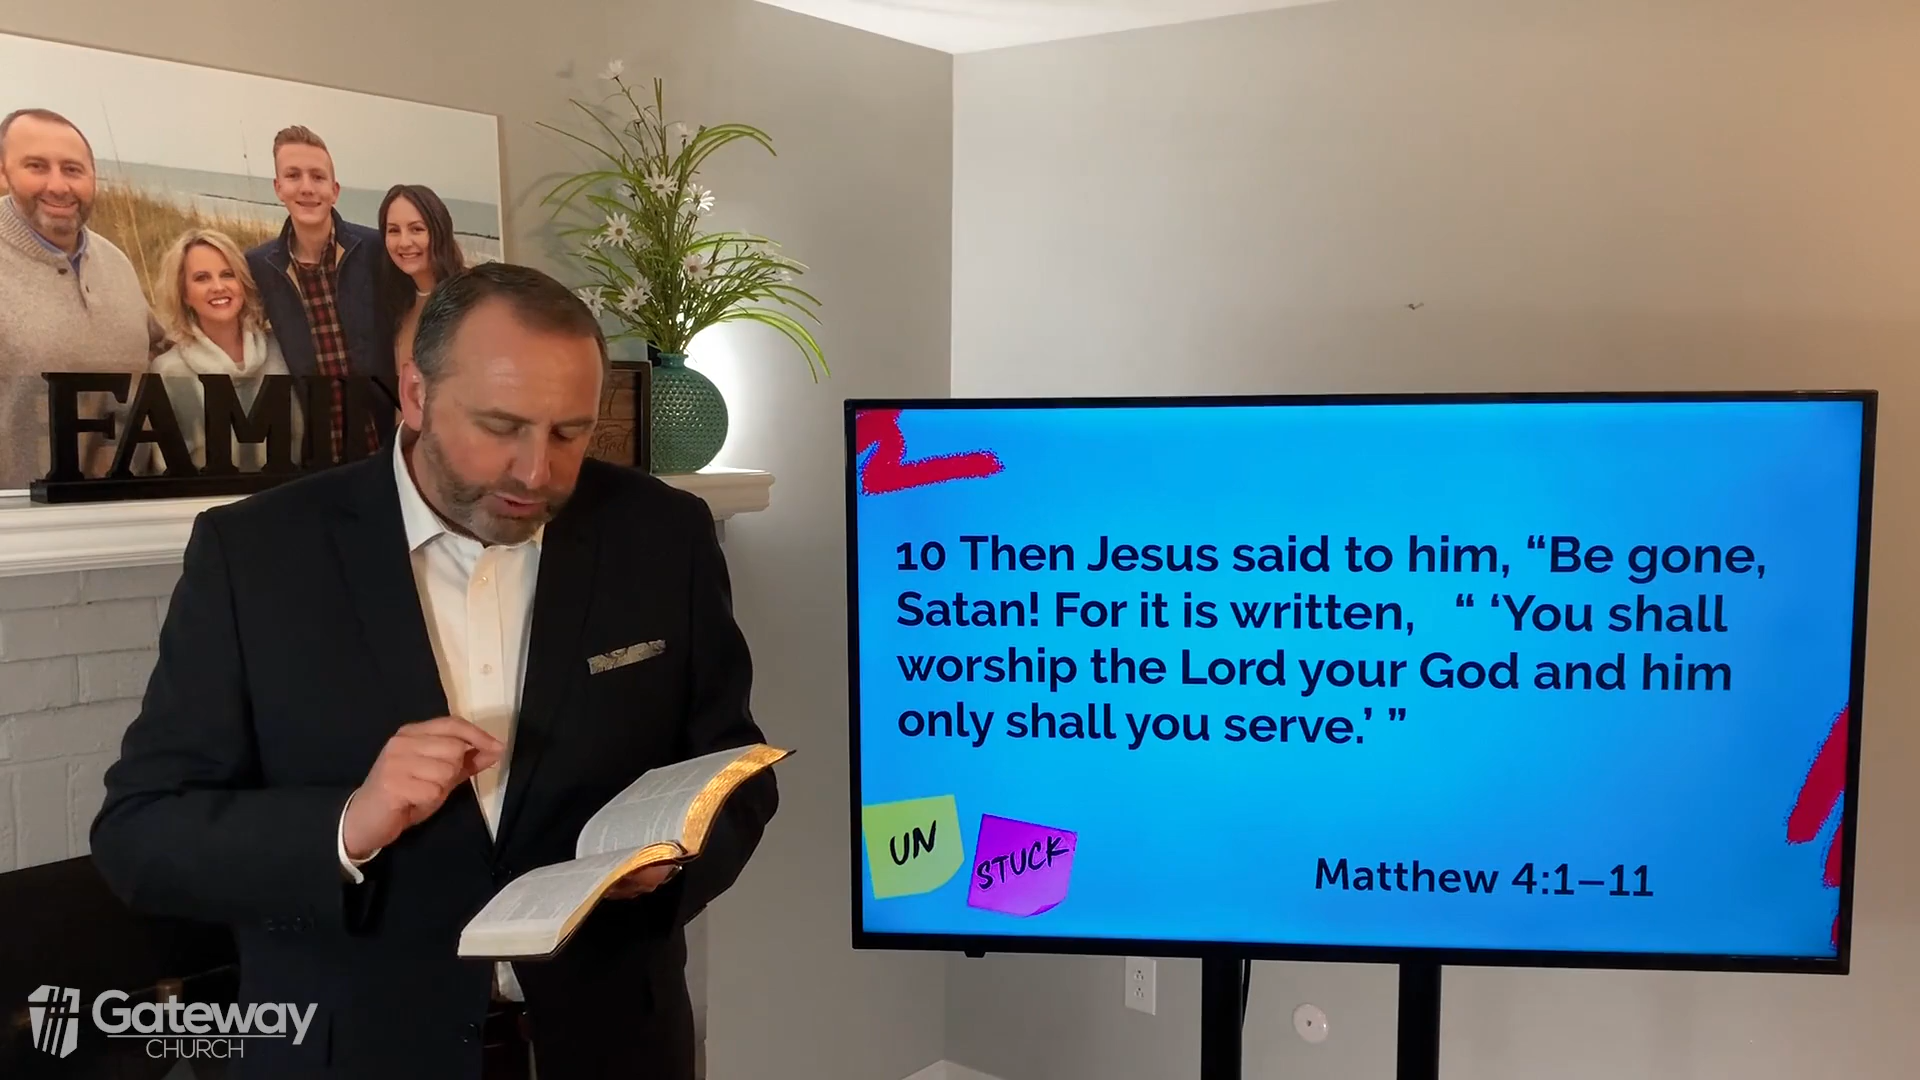 FAMI
God
10 Then Jesus said to him, “Be gone,
Satan! For it is written, “ ‘You shall
worship the Lord your God and him
only shall you serve.’ ”
UN
STUCK
Matthew 4:1–11
Gateway
CHURCH